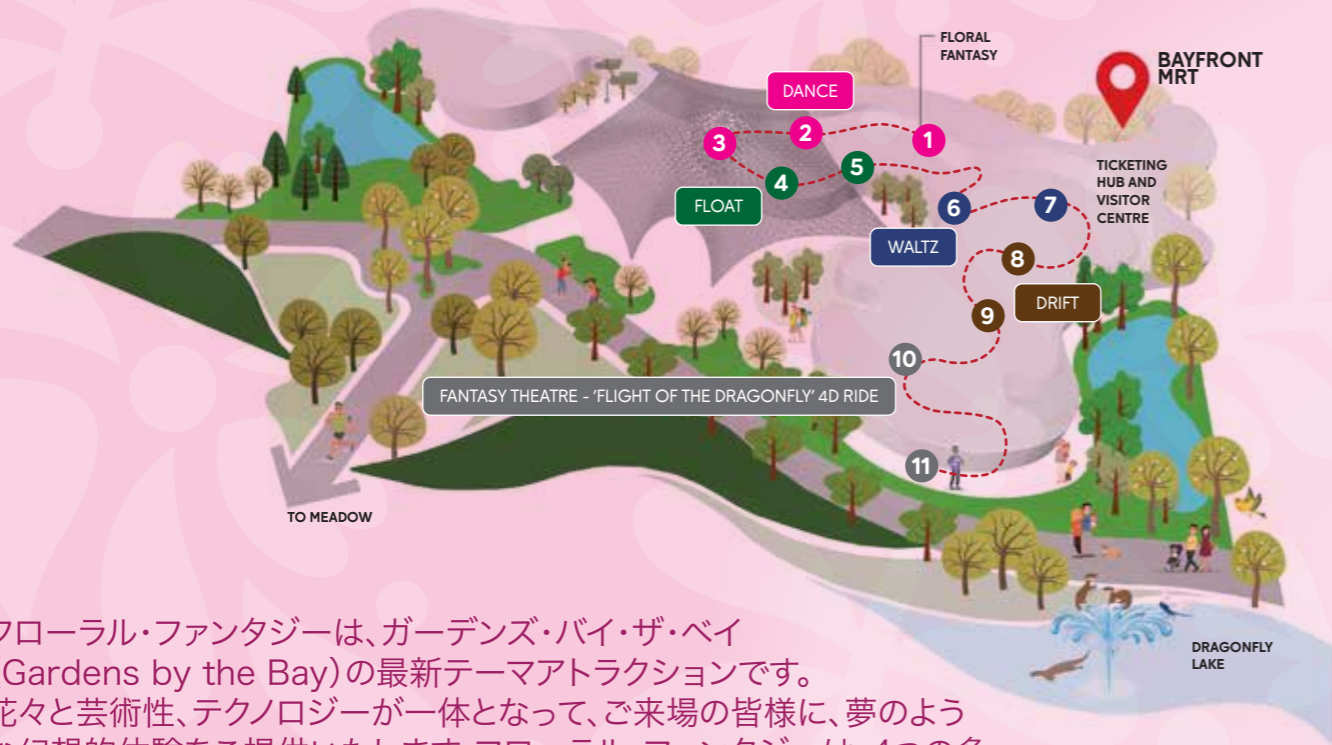 FLORAL
FANTASY
BAYFRONT
MRT
DANCE
1
2
3
4
5
FLOAT
6
7
WALTZ
TICKETING
HUB AND
VISITOR
CENTRE
8
DRIFT
9
10
FANTASY THEATRE - ‘FLIGHT OF THE DRAGONFLY’ 4D RIDE
11
TO MEADOW
DRAGONFLY
LAKE
フローラル・ファンタジーは、ガーデンズ・バイ・ザ・ベイ
(Gardens by the Bay)の最新テーマアトラクションです。
花々と芸術性、テクノロジーが一体となって、ご来場の皆様に、夢のよう